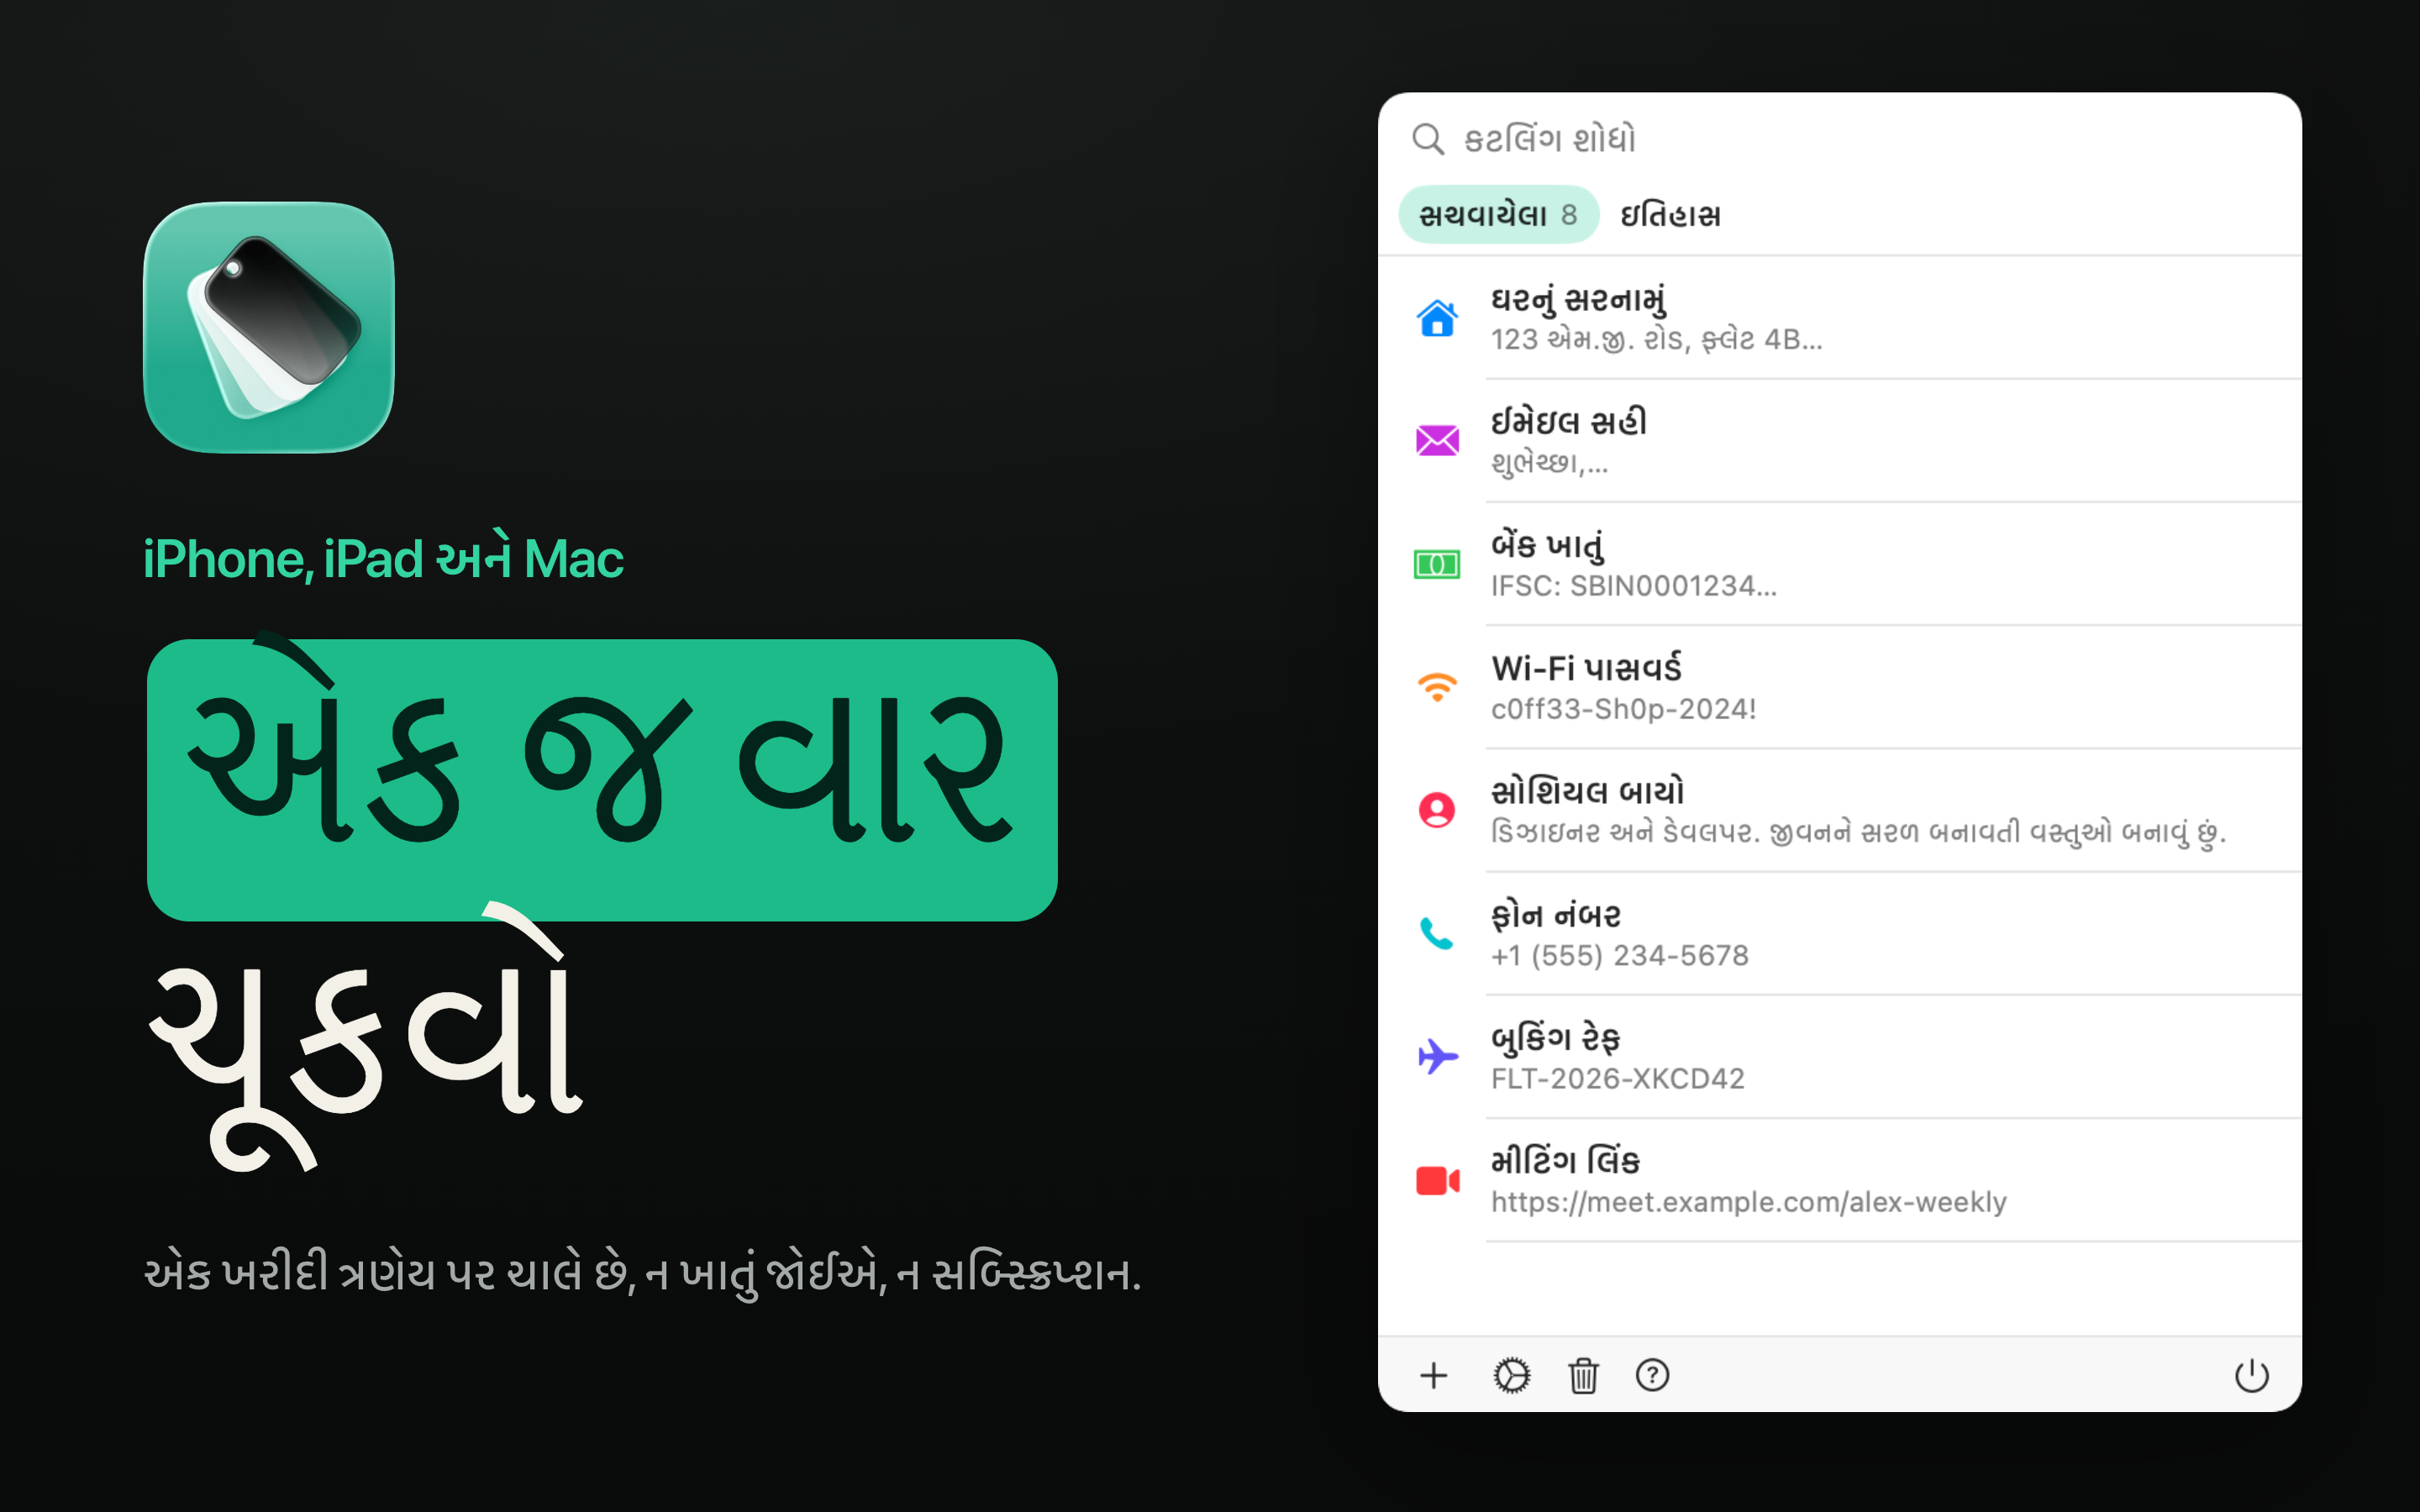 iPhone, iPad અને Mac
એક જ વાર
ચૂકવો
એક ખરીદી ત્રણેય પર ચાલે છે, ન ખાતું જોઈએ, ન સબ્સ્ક્રિપ્શન.
કટલિંગ શોધો
સચવાયેલા 8 ઇતિહાસ
ઘરનું સરનામું
123 એમ.જી. રોડ, ફ્લેટ 4B...
ઈમેઇલ સહી
શુભેચ્છા,...
બેંક ખાતું
IFSC: SBIN0001234...
Wi-Fi પાસવર્ડ
c0ff33-Sh0p-2024!
સોશિયલ બાયો
ડિઝાઇનર અને ડેવલપર. જીવનને સરળ બનાવતી વસ્તુઓ બનાવું છું.
ફોન નંબર
+1 (555) 234-5678
બુકિંગ રેફ
FLT-2026-XKCD42
મીટિંગ લિંક
https://meet.example.com/alex-weekly